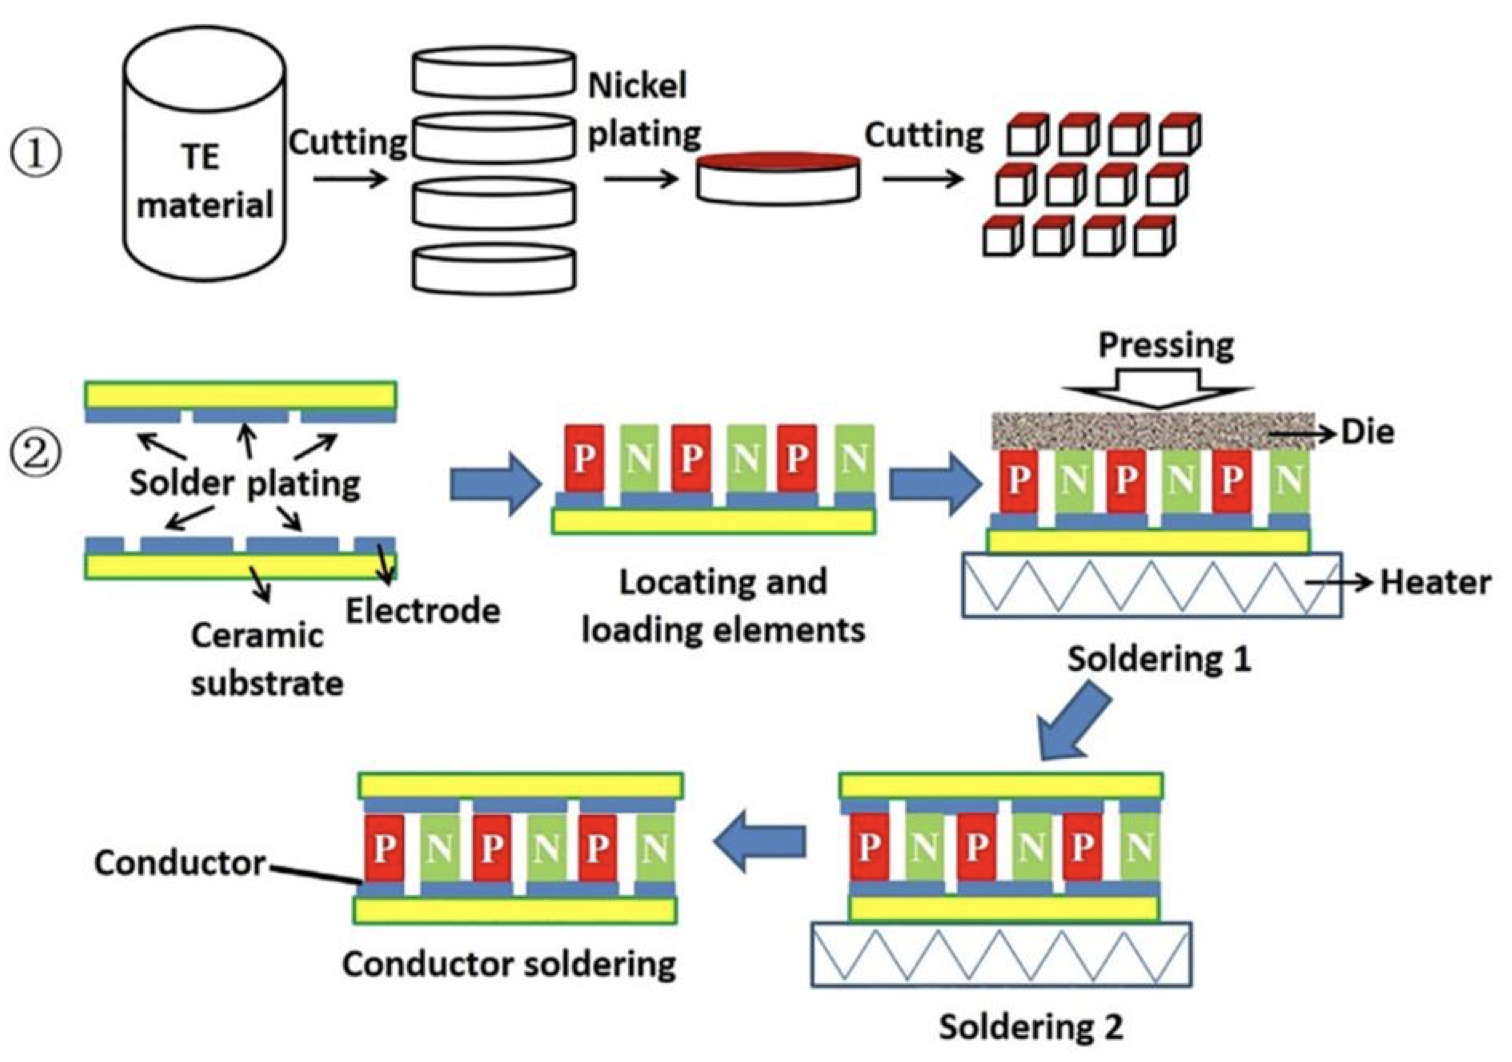 ①
TE
material
Cutting
Nickel
plating
Cutting
②
Solder plating
Ceramic
substrate
Electrode
P N P N P N
Locating and
loading elements
Pressing
Die
P N P N P N
Heater
Soldering 1
P N P N P N
Soldering 2
Conductor
P N P N P N
Conductor soldering